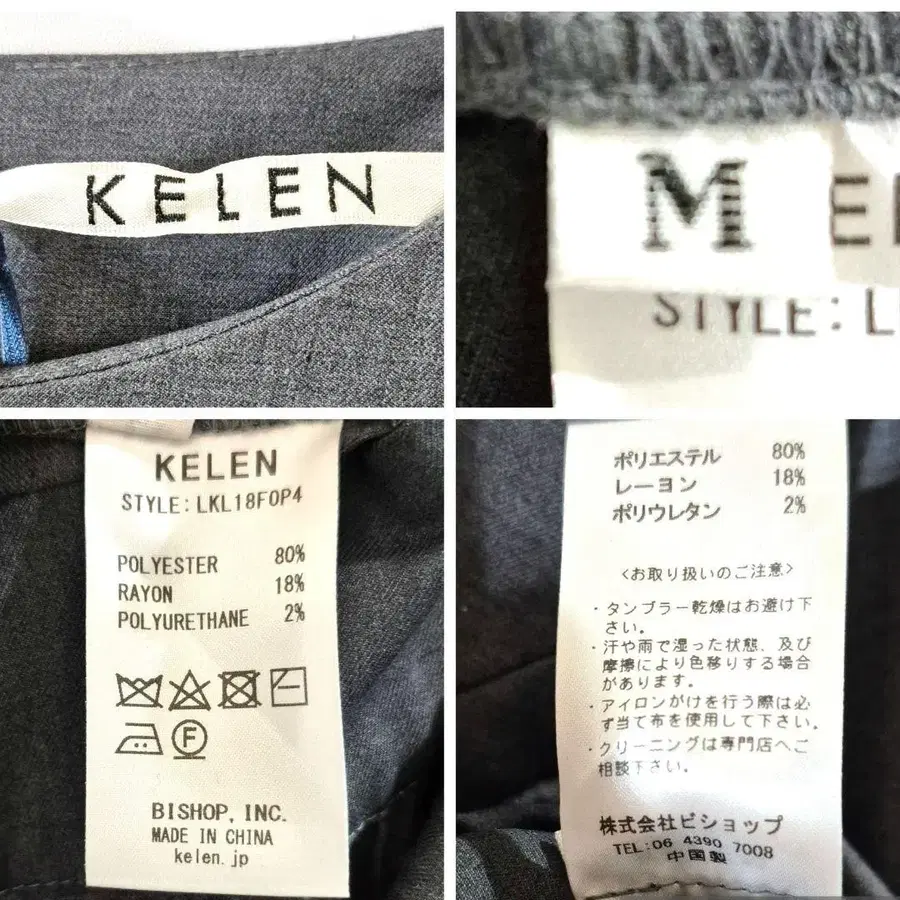 KELEN
M
STYLE: L
KELEN
STYLE: LKL18FOP4
POLYESTER 80%
RAYON 18%
POLYURETHANE 2%
F
BISHOP, INC.
MADE IN CHINA
kelen.jp
ポリエステル 80%
レーヨン 18%
ポリウレタン 2%
<お取り扱いのご注意>
・タンブラー乾燥はお避け下
さい。
・汗や雨で湿った状態、及び
摩擦により色移りする場合
があります。
・アイロンがけを行う際は必
ず当て布を使用して下さい。
・クリーニングは専門店へご
相談下さい。
株式会社ビショップ
TEL:06 4390 7008
中国製